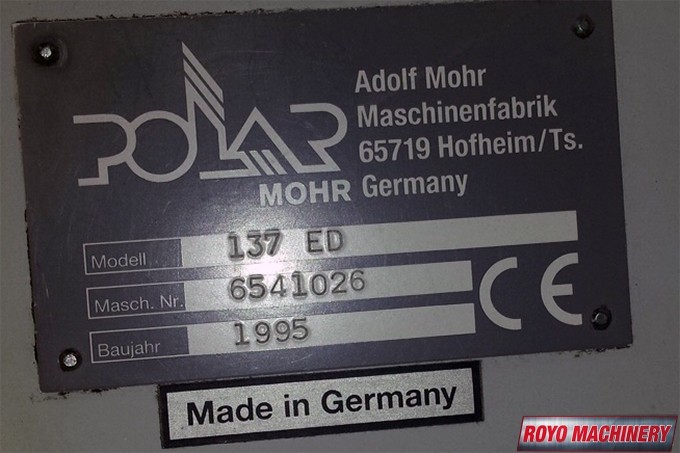 POLAR
MOHR
Adolf Mohr
Maschinenfabrik
65719 Hofheim/Ts.
Germany
Modell 137 ED
Masch. Nr. 6541026
Baujahr 1995
CE
Made in Germany
ROYO MACHINERY